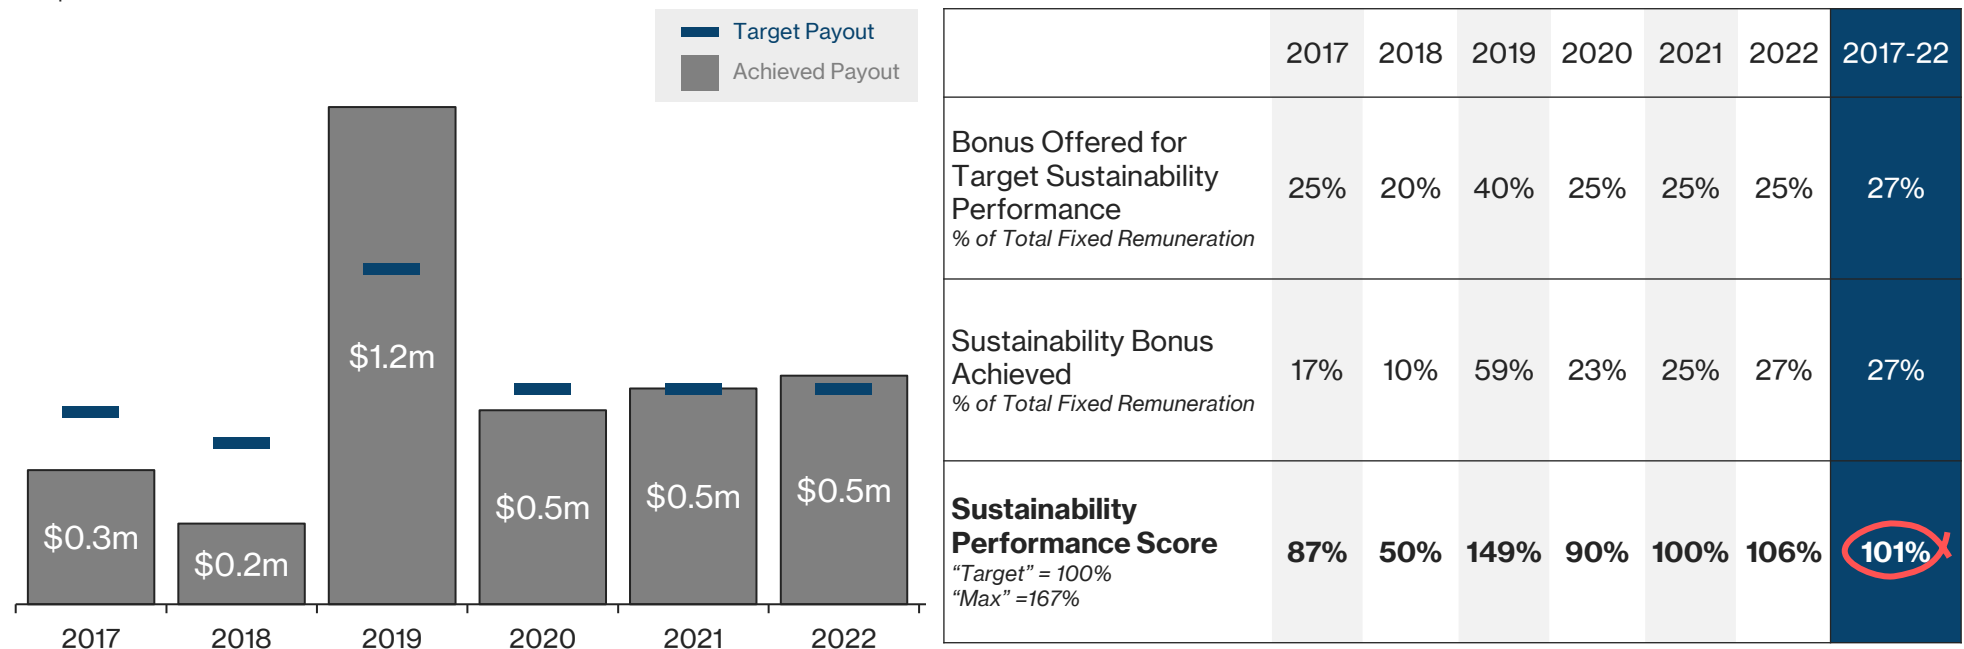 Target Payout
Achieved Payout
$0.3m
$0.2m
$1.2m
$0.5m
$0.5m
$0.5m
2017 2018 2019 2020 2021 2022
2017 2018 2019 2020 2021 2022 2017-22
Bonus Offered for
Target Sustainability
Performance
% of Total Fixed Remuneration
25% 20% 40% 25% 25% 25% 27%
Sustainability Bonus
Achieved
% of Total Fixed Remuneration
17% 10% 59% 23% 25% 27% 27%
Sustainability
Performance Score
“Target” = 100%
“Max” =167%
87% 50% 149% 90% 100% 106% 101%